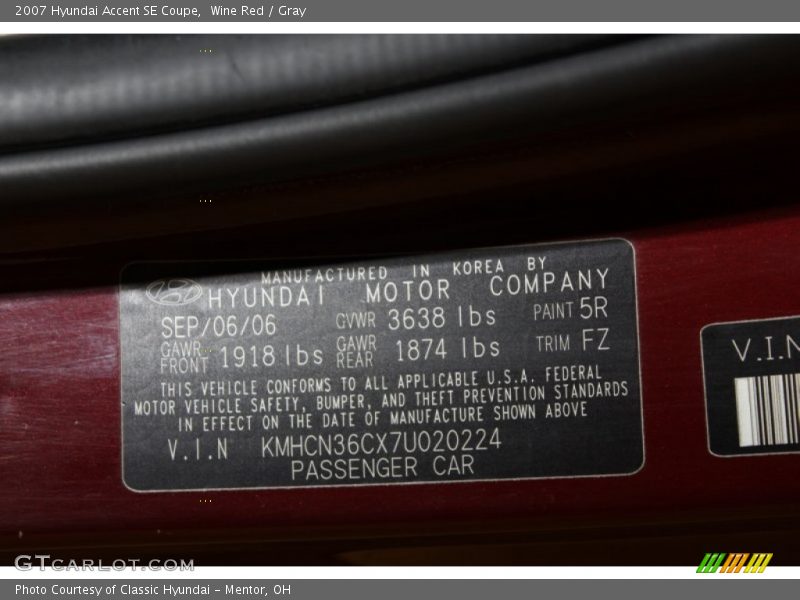 2007 Hyundai Accent SE Coupe,  Wine Red / Gray
MANUFACTURED IN KOREA BY
HYUNDAI MOTOR COMPANY
SEP/06/06 GVWR 3638 lbs PAINT 5R
GAWR FRONT 1918 lbs GAWR REAR 1874 lbs TRIM FZ
THIS VEHICLE CONFORMS TO ALL APPLICABLE U.S.A. FEDERAL
MOTOR VEHICLE SAFETY, BUMPER, AND THEFT PREVENTION STANDARDS
IN EFFECT ON THE DATE OF MANUFACTURE SHOWN ABOVE
V.I.N KMHCN36CX7U020224
PASSENGER CAR
V.I.N
GTCARLOT.COM
Photo Courtesy of Classic Hyundai - Mentor, OH